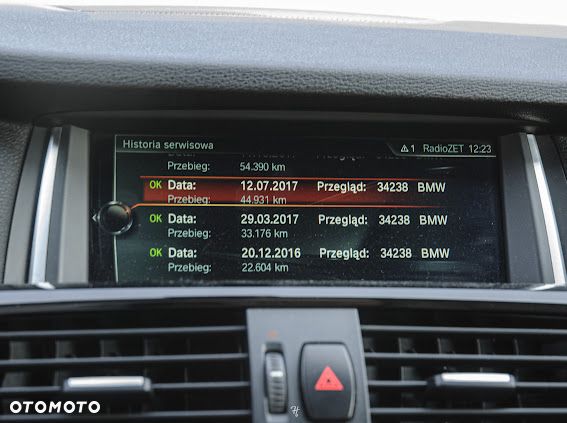 Historia serwisowa 1 RadioZET 12:23
Przebieg: 54.390 km
OK Data: 12.07.2017 Przegląd: 34238 BMW
Przebieg: 44.931 km
OK Data: 29.03.2017 Przegląd: 34238 BMW
Przebieg: 33.176 km
OK Data: 20.12.2016 Przegląd: 34238 BMW
Przebieg: 22.604 km
OTOMOTO